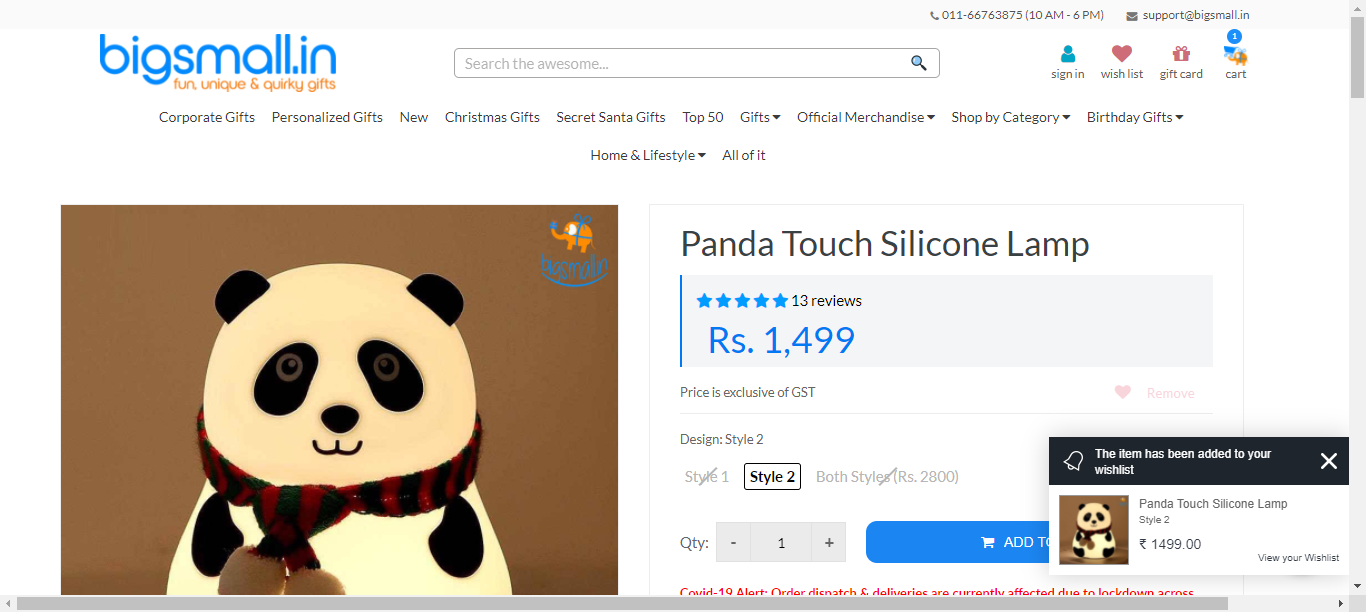 011-66763875 (10 AM - 6 PM) support@bigsmall.in
bigsmall.in
fun, unique & quirky gifts
Search the awesome...
1
sign in wish list gift card cart
Corporate Gifts Personalized Gifts New Christmas Gifts Secret Santa Gifts Top 50 Gifts Official Merchandise Shop by Category Birthday Gifts
Home & Lifestyle All of it
bigsmall.in
Panda Touch Silicone Lamp
13 reviews
Rs. 1,499
Price is exclusive of GST Remove
Design: Style 2
Style 1 Style 2 Both Styles (Rs. 2800)
The item has been added to your
wishlist
Panda Touch Silicone Lamp
Style 2
₹ 1499.00
View your Wishlist
Qty: - 1 + ADD TO
Covid-19 Alert: Order dispatch & deliveries are currently affected due to lockdown across